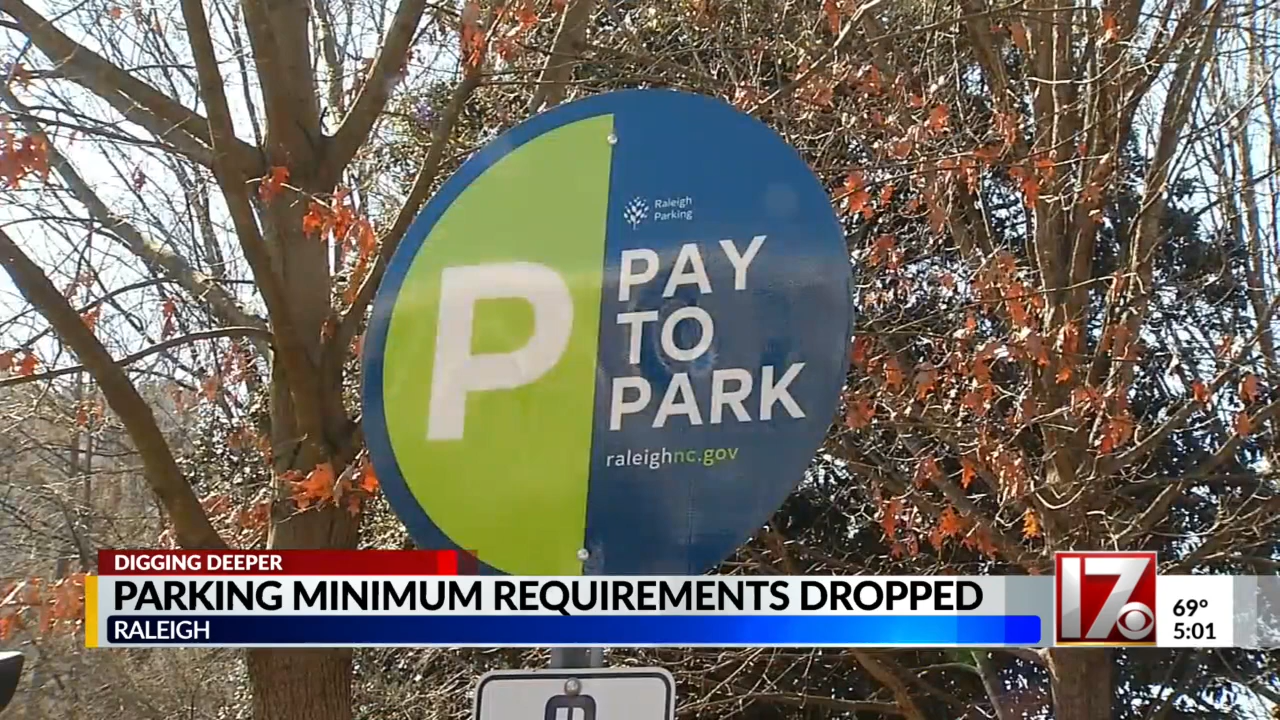 Raleigh
Parking
P
PAY
TO
PARK
raleighnc.gov
DIGGING DEEPER
PARKING MINIMUM REQUIREMENTS DROPPED
RALEIGH
17
69°
5:01